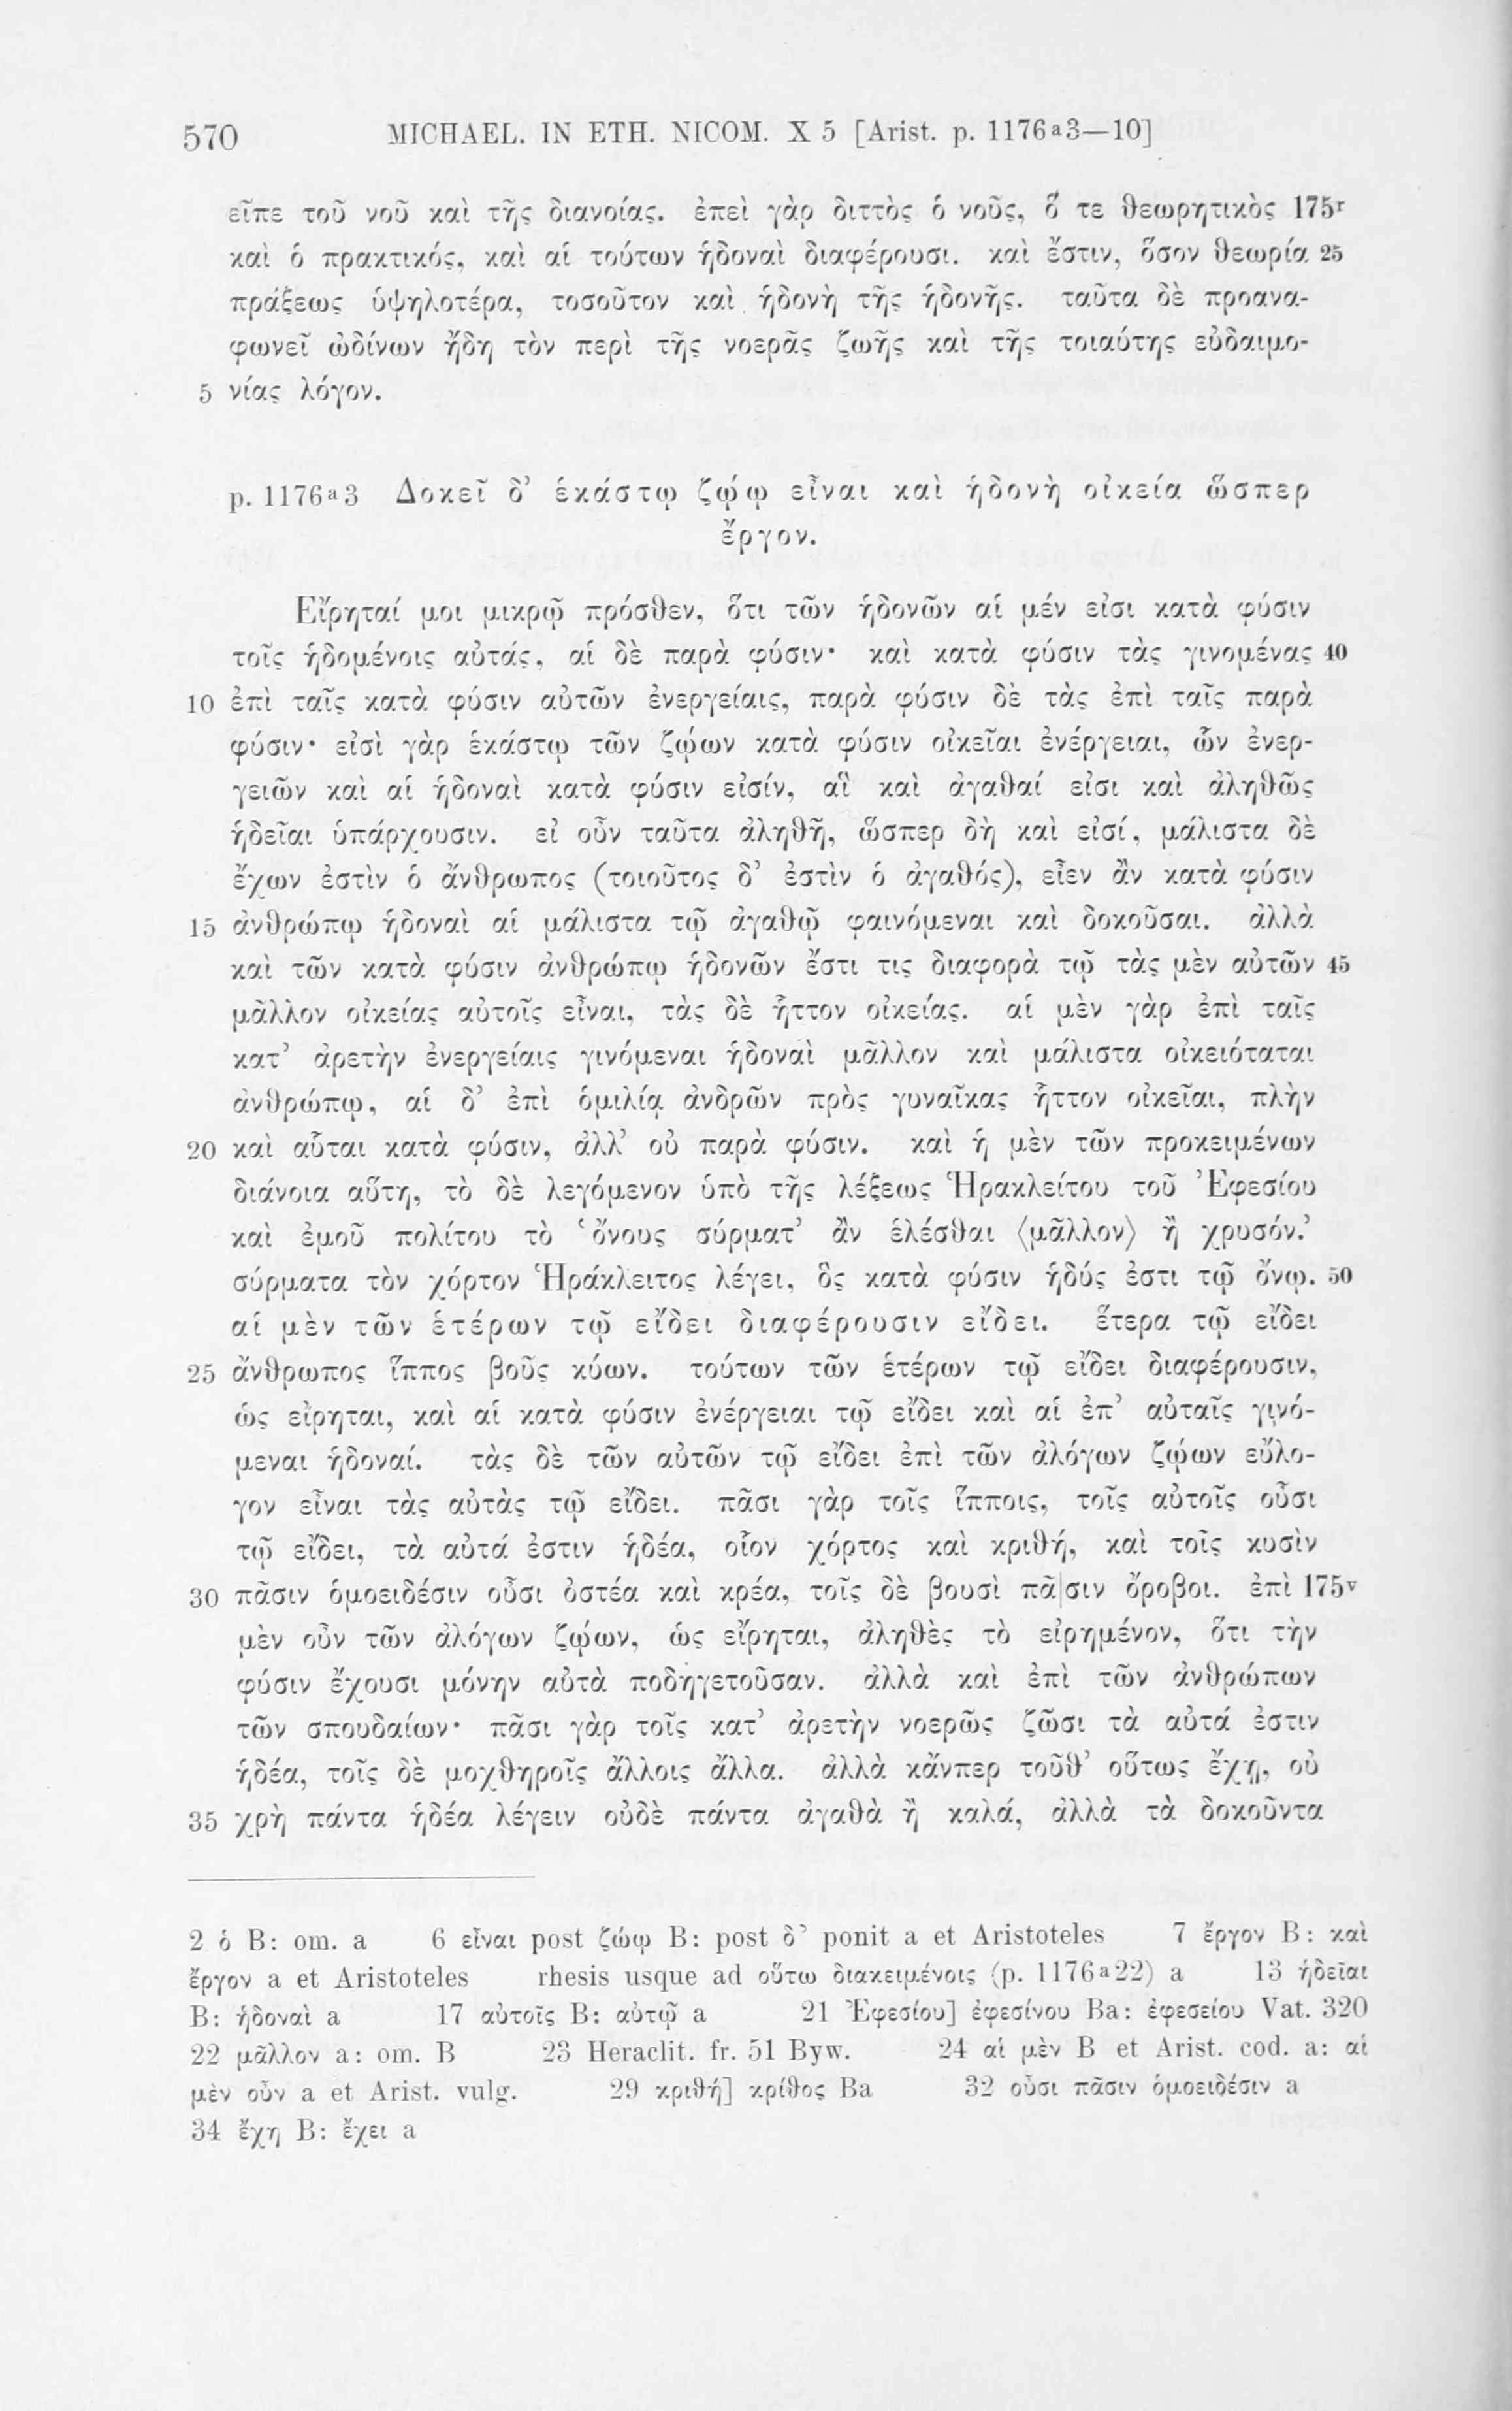 570 MICHAEL. IN ETH. NICOM. X 5 [Arist. p. 1176a3—10]
εἶπε τοῦ νοῦ καὶ τῆς διανοίας. ἐπεὶ γὰρ διττὸς ὁ νοῦς, ὅ τε θεωρητικὸς 175r
καὶ ὁ πρακτικός, καὶ αἱ τούτων ἡδοναὶ διαφέρουσι. καὶ ἔστιν, ὅσον θεωρία 25
πράξεως ὑψηλοτέρα, τοσοῦτον καὶ ἡδονὴ τῆς ἡδονῆς. ταῦτα δὲ προανα-
φωνεῖ ὠδίνων ἤδη τὸν περὶ τῆς νοερᾶς ζωῆς καὶ τῆς τοιαύτης εὐδαιμο-
5 νίας λόγον.
p. 1176a3 Δοκεῖ δ’ ἑκάστῳ ζῴῳ εἶναι καὶ ἡδονὴ οἰκεία ὥσπερ
ἔργον.
Εἴρηταί μοι μικρῷ πρόσθεν, ὅτι τῶν ἡδονῶν αἱ μέν εἰσι κατὰ φύσιν
τοῖς ἡδομένοις αὐτάς, αἱ δὲ παρὰ φύσιν· καὶ κατὰ φύσιν τὰς γινομένας 40
10 ἐπὶ ταῖς κατὰ φύσιν αὐτῶν ἐνεργείαις, παρὰ φύσιν δὲ τὰς ἐπὶ ταῖς παρὰ
φύσιν· εἰσὶ γὰρ ἑκάστῳ τῶν ζῴων κατὰ φύσιν οἰκεῖαι ἐνέργειαι, ὧν ἐνερ-
γειῶν καὶ αἱ ἡδοναὶ κατὰ φύσιν εἰσίν, αἳ καὶ ἀγαθαί εἰσι καὶ ἀληθῶς
ἡδεῖαι ὑπάρχουσιν. εἰ οὖν ταῦτα ἀληθῆ, ὥσπερ δὴ καὶ εἰσί, μάλιστα δὲ
ἔχων ἐστὶν ὁ ἄνθρωπος (τοιοῦτος δ’ ἐστὶν ὁ ἀγαθός), εἶεν ἂν κατὰ φύσιν
15 ἀνθρώπῳ ἡδοναὶ αἱ μάλιστα τῷ ἀγαθῷ φαινόμεναι καὶ δοκοῦσαι. ἀλλὰ
καὶ τῶν κατὰ φύσιν ἀνθρώπῳ ἡδονῶν ἔστι τις διαφορὰ τῷ τὰς μὲν αὐτῶν 45
μᾶλλον οἰκείας αὐτοῖς εἶναι, τὰς δὲ ἧττον οἰκείας. αἱ μὲν γὰρ ἐπὶ ταῖς
κατ’ ἀρετὴν ἐνεργείαις γινόμεναι ἡδοναὶ μᾶλλον καὶ μάλιστα οἰκειόταται
ἀνθρώπῳ, αἱ δ’ ἐπὶ ὁμιλίᾳ ἀνδρῶν πρὸς γυναῖκας ἧττον οἰκεῖαι, πλὴν
20 καὶ αὗται κατὰ φύσιν, ἀλλ’ οὐ παρὰ φύσιν. καὶ ἡ μὲν τῶν προκειμένων
διάνοια αὕτη, τὸ δὲ λεγόμενον ὑπὸ τῆς λέξεως Ἡρακλείτου τοῦ Ἐφεσίου
καὶ ἐμοῦ πολίτου τὸ ‘ὄνους σύρματ’ ἂν ἑλέσθαι ⟨μᾶλλον⟩ ἢ χρυσόν.’
σύρματα τὸν χόρτον Ἡράκλειτος λέγει, ὃς κατὰ φύσιν ἡδύς ἐστι τῷ ὄνῳ. 50
αἱ μὲν τῶν ἑτέρων τῷ εἴδει διαφέρουσιν εἴδει. ἕτερα τῷ εἴδει
25 ἄνθρωπος ἵππος βοῦς κύων. τούτων τῶν ἑτέρων τῷ εἴδει διαφέρουσιν,
ὡς εἴρηται, καὶ αἱ κατὰ φύσιν ἐνέργειαι τῷ εἴδει καὶ αἱ ἐπ’ αὐταῖς γινό-
μεναι ἡδοναί. τὰς δὲ τῶν αὐτῶν τῷ εἴδει ἐπὶ τῶν ἀλόγων ζῴων εὔλο-
γον εἶναι τὰς αὐτὰς τῷ εἴδει. πᾶσι γὰρ τοῖς ἵπποις, τοῖς αὐτοῖς οὖσι
τῷ εἴδει, τὰ αὐτά ἐστιν ἡδέα, οἷον χόρτος καὶ κριθή, καὶ τοῖς κυσὶν
30 πᾶσιν ὁμοειδέσιν οὖσι ὀστέα καὶ κρέα, τοῖς δὲ βουσὶ πᾶ|σιν ὄροβοι. ἐπὶ 175v
μὲν οὖν τῶν ἀλόγων ζῴων, ὡς εἴρηται, ἀληθὲς τὸ εἰρημένον, ὅτι τὴν
φύσιν ἔχουσι μόνην αὐτὰ ποδηγετοῦσαν. ἀλλὰ καὶ ἐπὶ τῶν ἀνθρώπων
τῶν σπουδαίων· πᾶσι γὰρ τοῖς κατ’ ἀρετὴν νοερῶς ζῶσι τὰ αὐτά ἐστιν
ἡδέα, τοῖς δὲ μοχθηροῖς ἄλλοις ἄλλα. ἀλλὰ κἄνπερ τοῦθ’ οὕτως ἔχῃ, οὐ
35 χρὴ πάντα ἡδέα λέγειν οὐδὲ πάντα ἀγαθὰ ἢ καλά, ἀλλὰ τὰ δοκοῦντα
2 ὁ B: om. a 6 εἶναι post ζώῳ B: post δ’ ponit a et Aristoteles 7 ἔργον B: καὶ
ἔργον a et Aristoteles rhesis usque ad οὕτω διακειμένοις (p. 1176a22) a 13 ἡδεῖαι
B: ἡδοναὶ a 17 αὐτοῖς B: αὐτῷ a 21 Ἐφεσίου] ἐφεσίνου Ba: ἐφεσείου Vat. 320
22 μᾶλλον a: om. B 23 Heraclit. fr. 51 Byw. 24 αἱ μὲν B et Arist. cod. a: αἱ
μὲν οὖν a et Arist. vulg. 29 κριθή] κρίθος Ba 32 οὖσι πᾶσιν ὁμοειδέσιν a
34 ἔχη B: ἔχει a